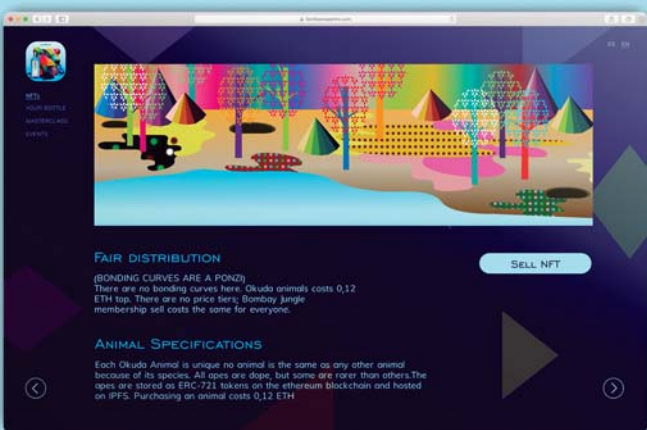 ES EN
NFTs
YOUR BOTTLE
MASTERCLASS
EVENTS
FAIR DISTRIBUTION
SELL NFT
(BONDING CURVES ARE A PONZI)
There are no bonding curves here. Okuda animals costs 0,12
ETH top. There are no price tiers; Bombay Jungle
membership sell costs the same for everyone.
ANIMAL SPECIFICATIONS
Each Okuda Animal is unique no animal is the same as any other animal
because of its species. All apes are dope, but some are rarer than others.The
apes are stored as ERC-721 tokens on the ethereum blockchain and hosted
on IPFS. Purchasing an animal costs 0,12 ETH